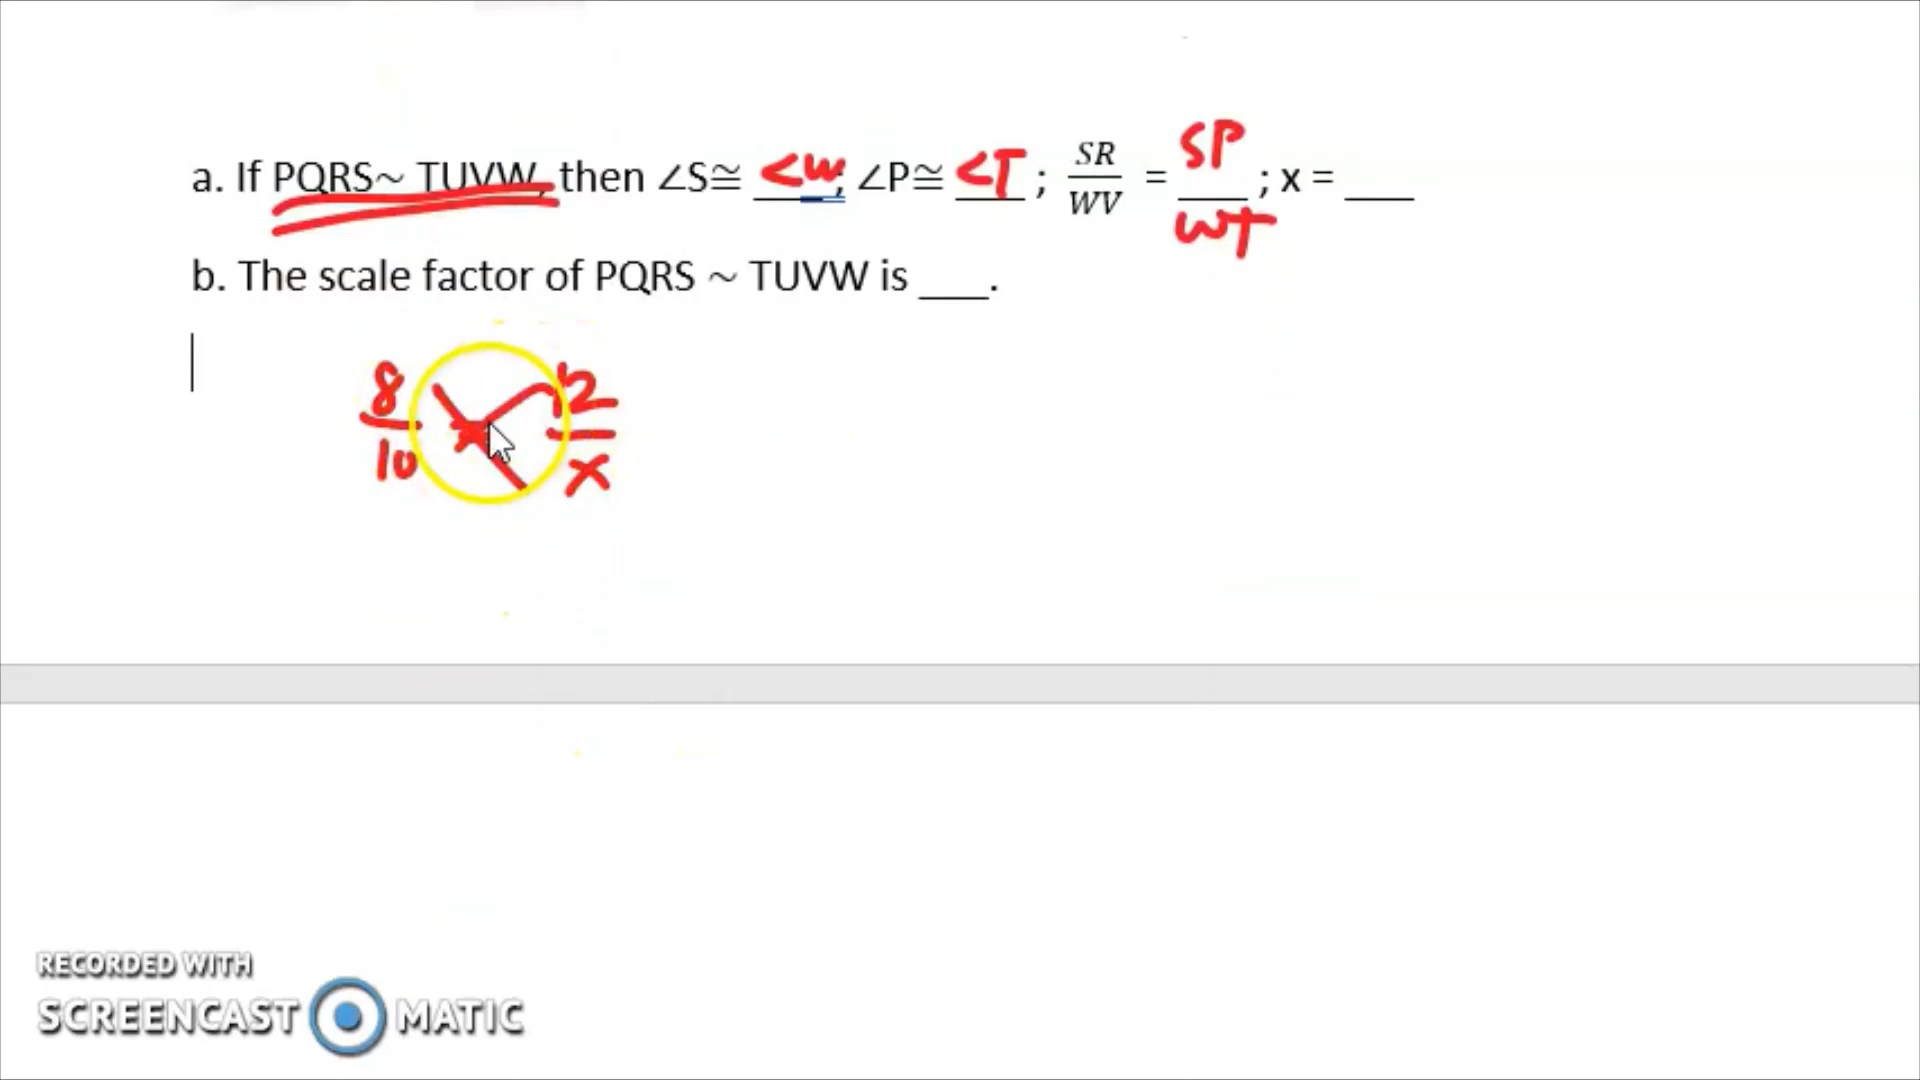 a. If PQRS~ TUVW, then ∠S≅ <W; ∠P≅ <T ; SR/WV = SP/WT ; x = ___
b. The scale factor of PQRS ~ TUVW is ___.
8/10 12/x
RECORDED WITH
SCREENCAST MATIC